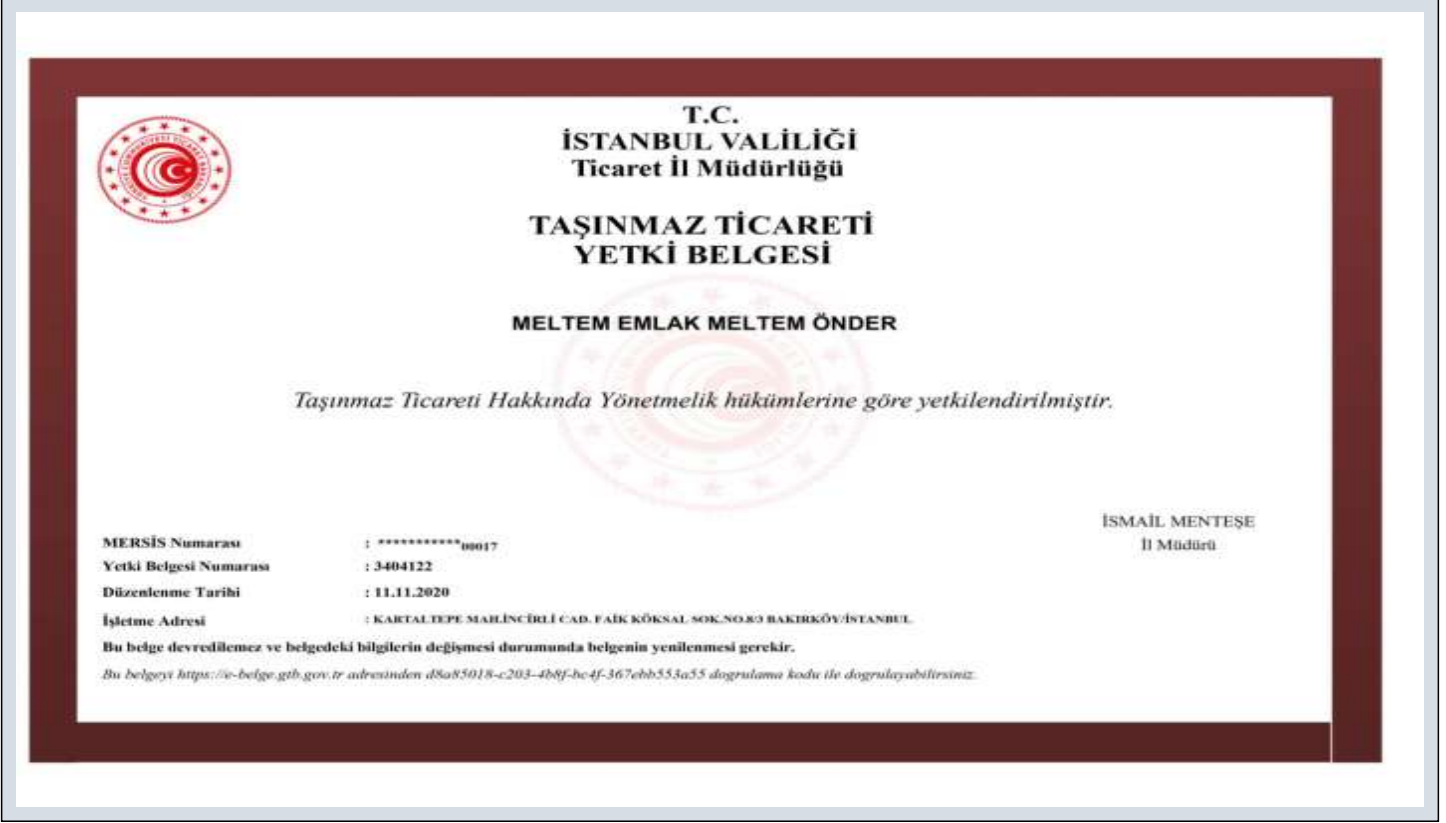 T.C.
İSTANBUL VALİLİĞİ
Ticaret İl Müdürlüğü
TAŞINMAZ TİCARETİ
YETKİ BELGESİ
MELTEM EMLAK MELTEM ÖNDER
Taşınmaz Ticareti Hakkında Yönetmelik hükümlerine göre yetkilendirilmiştir.
İSMAİL MENTEŞE
İl Müdürü
MERSİS Numarası : ***********00017
Yetki Belgesi Numarası : 3404122
Düzenlenme Tarihi : 11.11.2020
İşletme Adresi : KARTALTEPE MAH.İNCİRLİ CAD. FAİK KÖKSAL SOK.NO.8/3 BAKIRKÖY/İSTANBUL
Bu belge devredilemez ve belgedeki bilgilerin değişmesi durumunda belgenin yenilenmesi gerekir.
Bu belgeyi https://e-belge.gtb.gov.tr adresinden d8a85018-c203-4b8f-bc4f-367ebb553a55 dogrulama kodu ile dogrulayabilirsiniz.